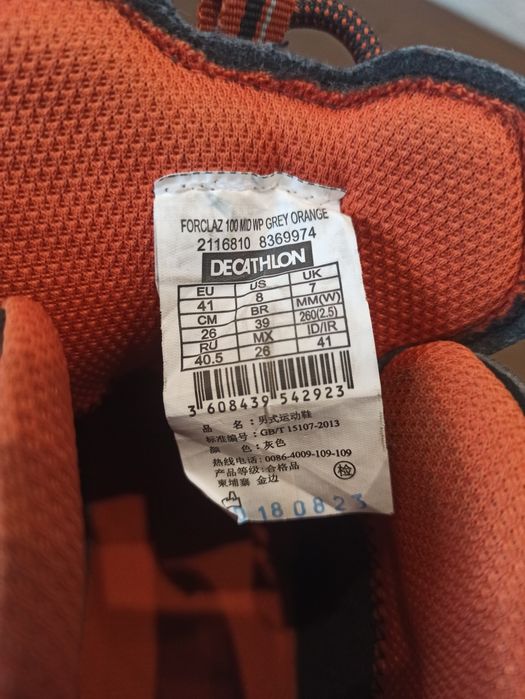 FORCLAZ 100 MID WP GREY ORANGE
2116810 8369974
DECATHLON
EU US UK
41 8 7
CM BR MM(W)
26 39 260(2.5)
RU MX ID/IR
40.5 26 41
3 608439 542923
品 名：男式运动鞋
标准编号：GB/T 15107-2013
颜 色：灰色
热线电话：0086-4009-109-109
产品等级：合格品
柬埔寨 金边
检
180823